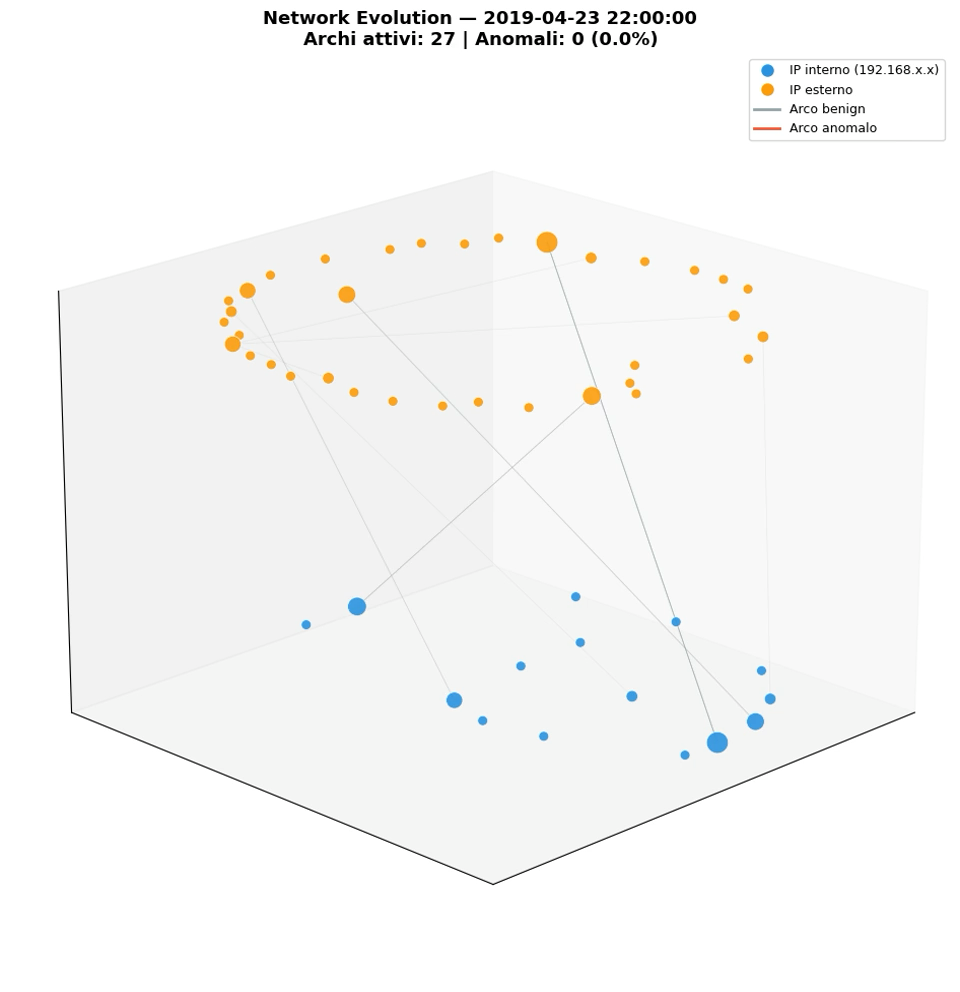 Network Evolution — 2019-04-23 22:00:00
Archi attivi: 27 | Anomali: 0 (0.0%)
IP interno (192.168.x.x)
IP esterno
Arco benign
Arco anomalo